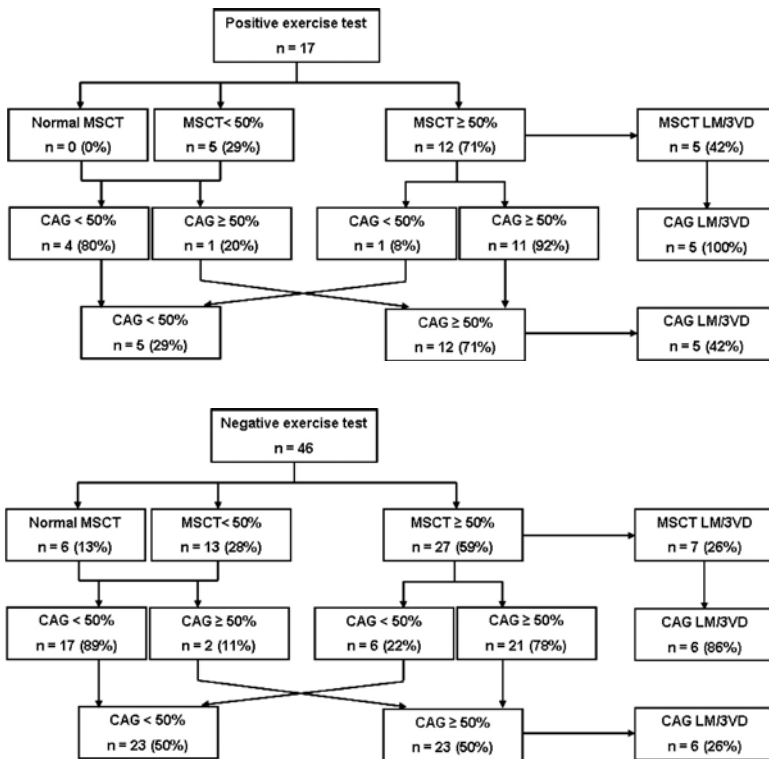 Positive exercise test
n = 17
Normal MSCT
n = 0 (0%)
MSCT< 50%
n = 5 (29%)
MSCT ≥ 50%
n = 12 (71%)
MSCT LM/3VD
n = 5 (42%)
CAG < 50%
n = 4 (80%)
CAG ≥ 50%
n = 1 (20%)
CAG < 50%
n = 1 (8%)
CAG ≥ 50%
n = 11 (92%)
CAG LM/3VD
n = 5 (100%)
CAG < 50%
n = 5 (29%)
CAG ≥ 50%
n = 12 (71%)
CAG LM/3VD
n = 5 (42%)
Negative exercise test
n = 46
Normal MSCT
n = 6 (13%)
MSCT< 50%
n = 13 (28%)
MSCT ≥ 50%
n = 27 (59%)
MSCT LM/3VD
n = 7 (26%)
CAG < 50%
n = 17 (89%)
CAG ≥ 50%
n = 2 (11%)
CAG < 50%
n = 6 (22%)
CAG ≥ 50%
n = 21 (78%)
CAG LM/3VD
n = 6 (86%)
CAG < 50%
n = 23 (50%)
CAG ≥ 50%
n = 23 (50%)
CAG LM/3VD
n = 6 (26%)